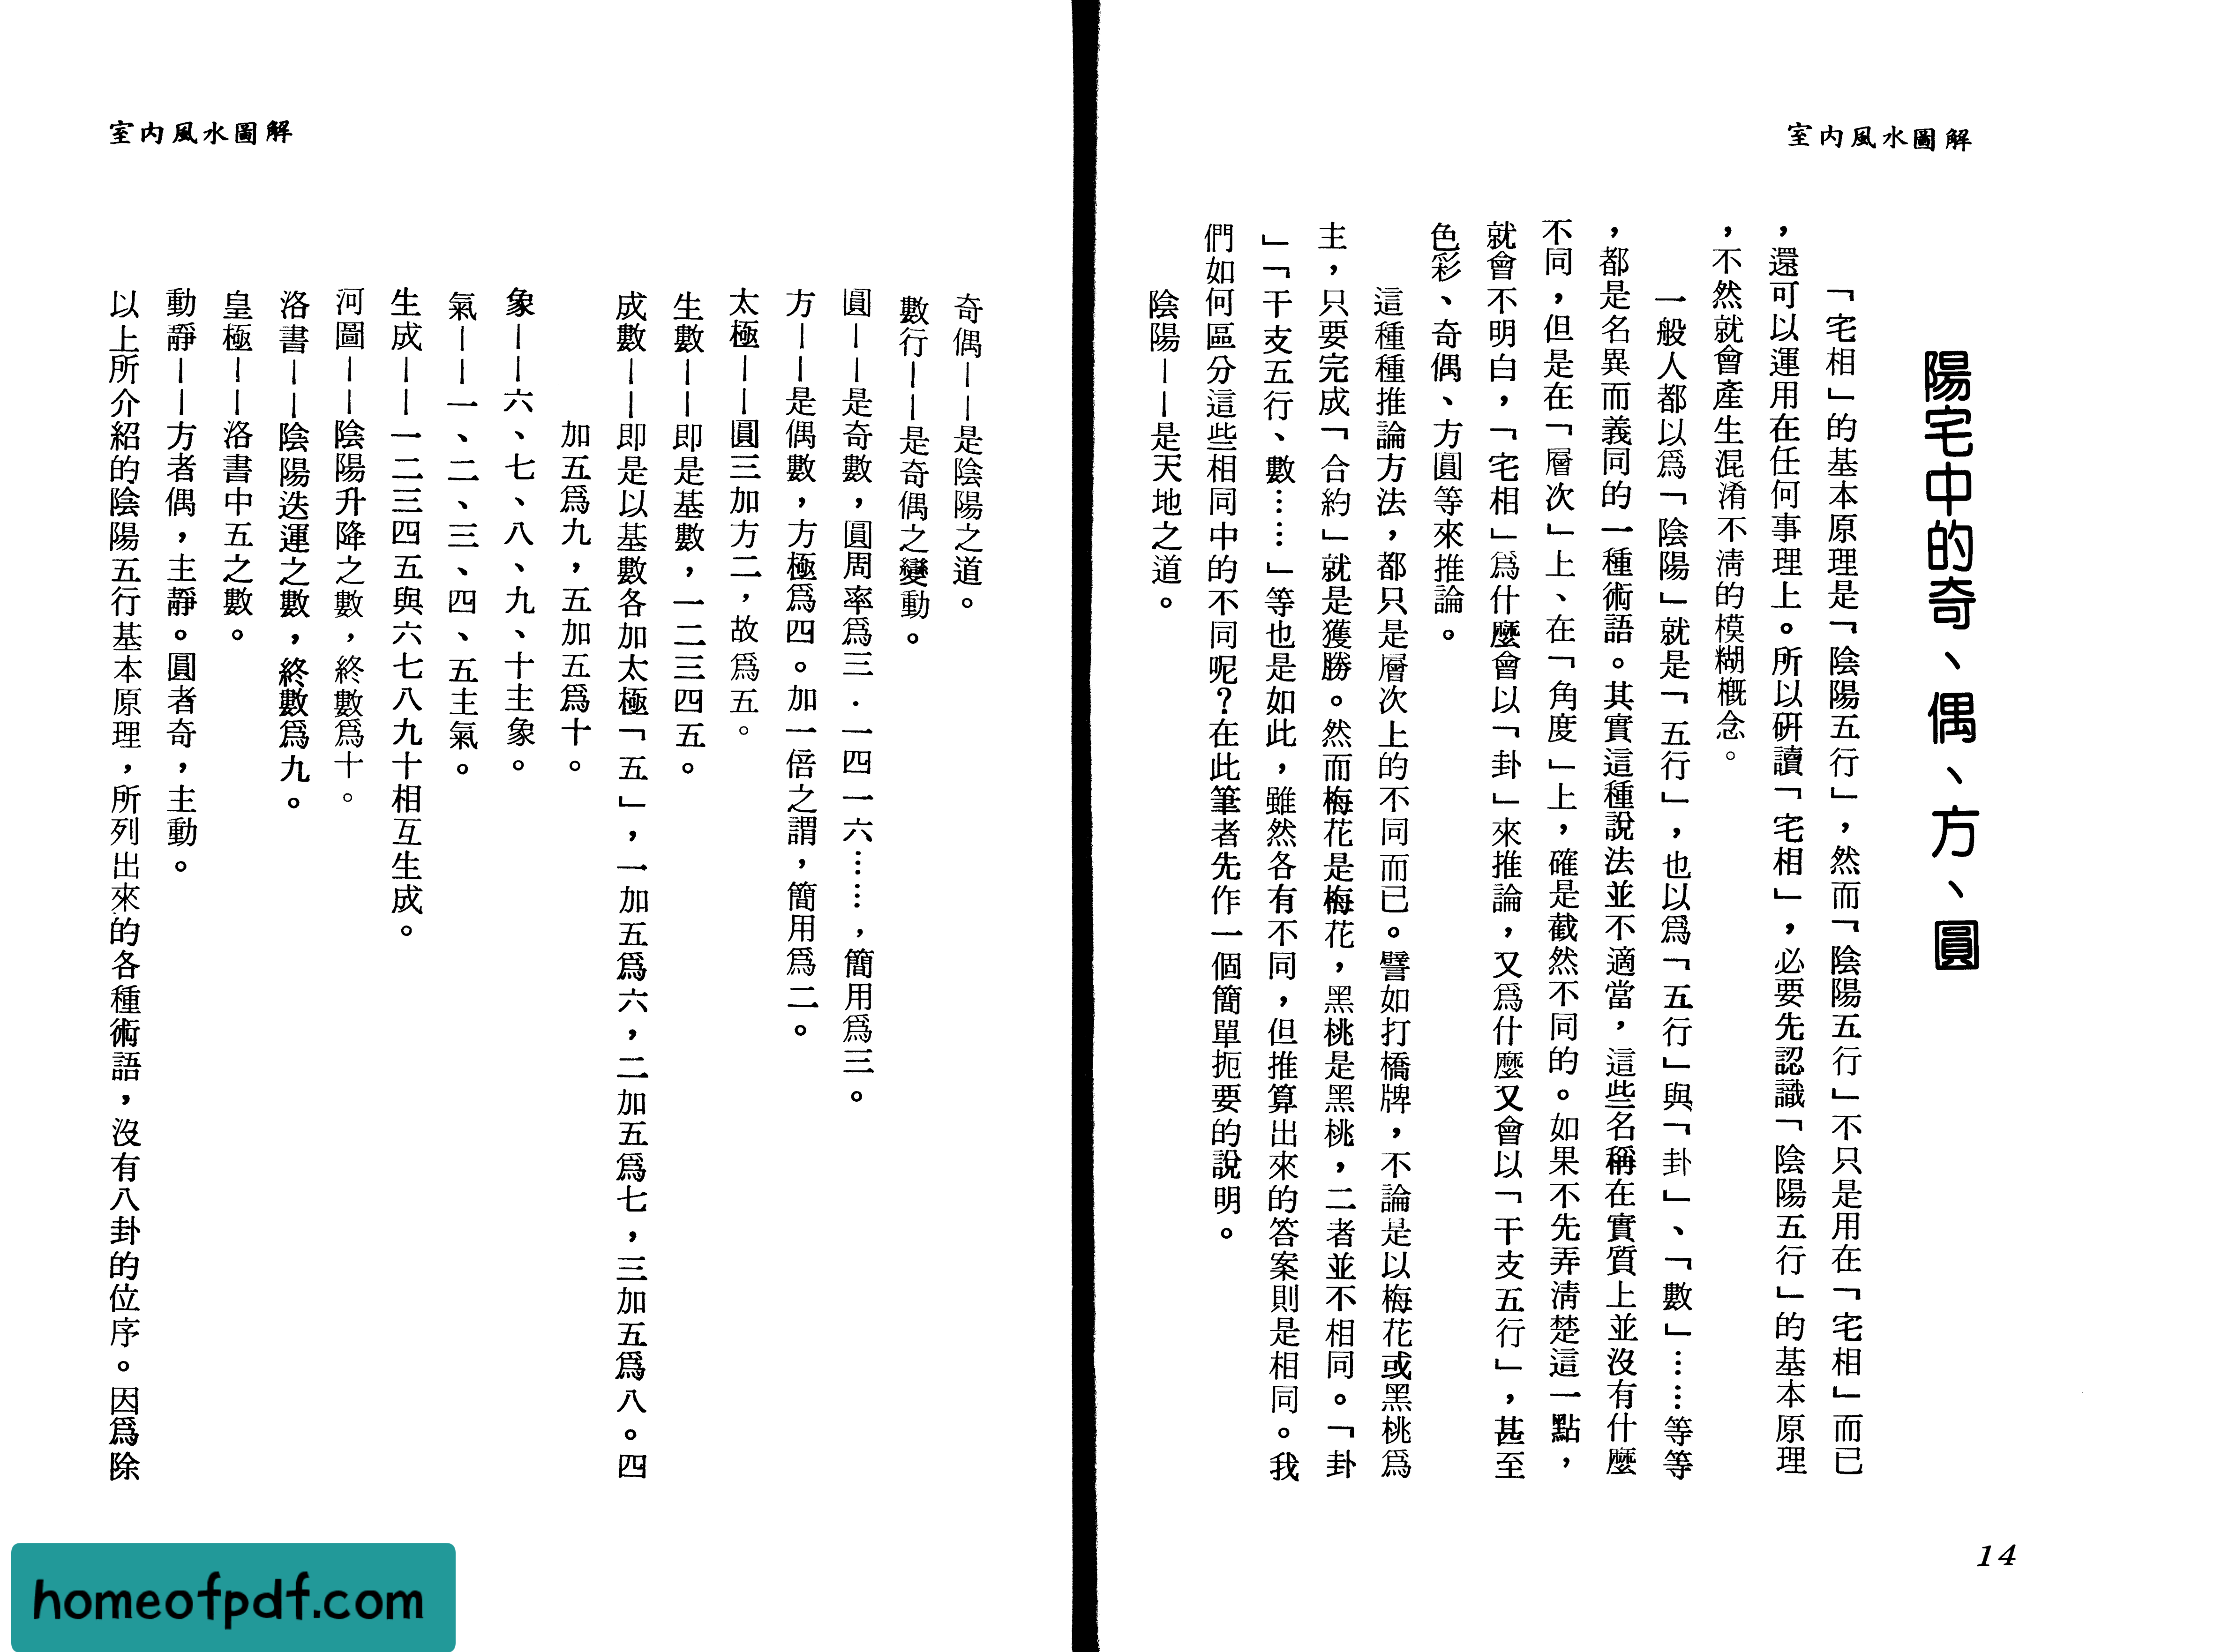 室內風水圖解
陽宅中的奇、偶、方、圓
「宅相」的基本原理是「陰陽五行」，然而「陰陽五行」不只是用在「宅相」而已
，還可以運用在任何事理上。所以研讀「宅相」，必要先認識「陰陽五行」的基本原理
，不然就會產生混淆不淸的模糊槪念。
一般人都以爲「陰陽」就是「五行」，也以爲「五行」與「卦」、「數」……等等
，都是名異而義同的一種術語。其實這種說法並不適當，這些名稱在實質上並沒有什麼
不同，但是在「層次」上、在「角度」上，確是截然不同的。如果不先弄淸楚這一點，
就會不明白，「宅相」爲什麼會以「卦」來推論，又爲什麼又會以「干支五行」，甚至
色彩、奇偶、方圓等來推論。
這種種推論方法，都只是層次上的不同而已。譬如打橋牌，不論是以梅花或黑桃爲
主，只要完成「合約」就是獲勝。然而梅花是梅花，黑桃是黑桃，二者並不相同。「卦
」「干支五行、數……」等也是如此，雖然各有不同，但推算出來的答案則是相同。我
們如何區分這些相同中的不同呢？在此筆者先作一個簡單扼要的說明。
陰陽——是天地之道。
14
室內風水圖解
奇偶——是陰陽之道。
數行——是奇偶之變動。
圓——是奇數，圓周率爲三．一四一六……，簡用爲三。
方——是偶數，方極爲四。加一倍之謂，簡用爲二。
太極——圓三加方二，故爲五。
生數——即是基數，一二三四五。
成數——即是以基數各加太極「五」，一加五爲六，二加五爲七，三加五爲八。四
加五爲九，五加五爲十。
象——六、七、八、九、十主象。
氣——一、二、三、四、五主氣。
生成——一二三四五與六七八九十相互生成。
河圖——陰陽升降之數，終數爲十。
洛書——陰陽迭運之數，終數爲九。
皇極——洛書中五之數。
動靜——方者偶，主靜。圓者奇，主動。
以上所介紹的陰陽五行基本原理，所列出來的各種術語，沒有八卦的位序。因爲除
homeofpdf.com